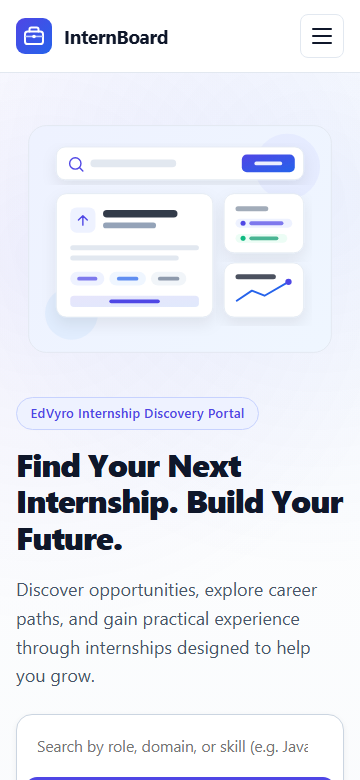 InternBoard
EdVyro Internship Discovery Portal
Find Your Next
Internship. Build Your
Future.
Discover opportunities, explore career
paths, and gain practical experience
through internships designed to help
you grow.
Search by role, domain, or skill (e.g. Java